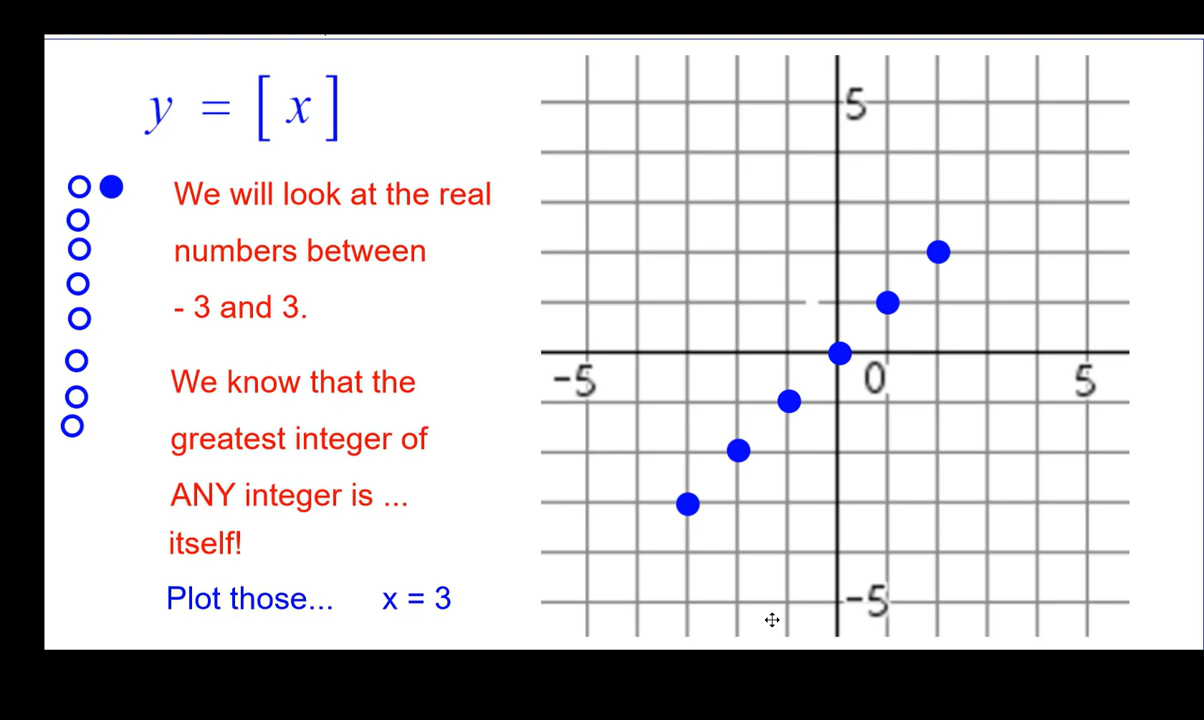 y = [ x ]
We will look at the real
numbers between
- 3 and 3.
We know that the
greatest integer of
ANY integer is ...
itself!
Plot those... x = 3
5
-5 0 5
-5